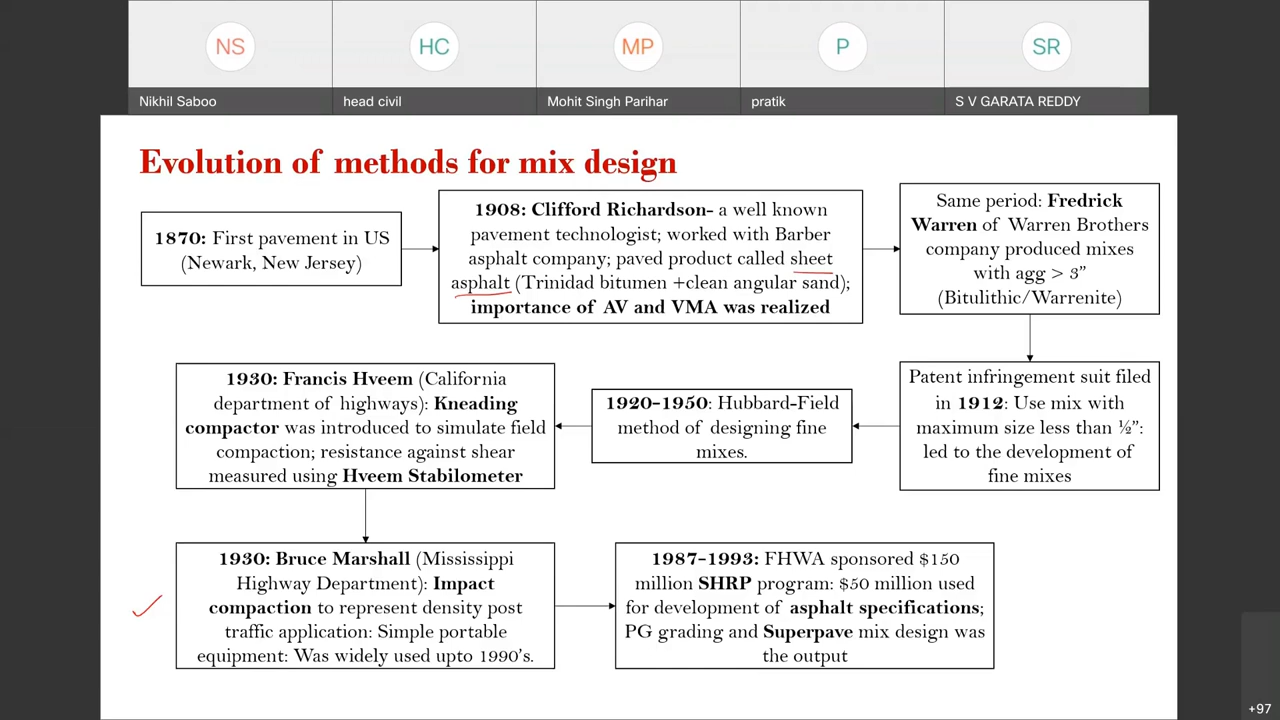 NS
HC
MP
P
SR
Nikhil Saboo
head civil
Mohit Singh Parihar
pratik
S V GARATA REDDY
Evolution of methods for mix design
1870: First pavement in US
(Newark, New Jersey)
1908: Clifford Richardson- a well known
pavement technologist; worked with Barber
asphalt company; paved product called sheet
asphalt (Trinidad bitumen +clean angular sand);
importance of AV and VMA was realized
Same period: Fredrick
Warren of Warren Brothers
company produced mixes
with agg > 3”
(Bitulithic/Warrenite)
Patent infringement suit filed
in 1912: Use mix with
maximum size less than ½”:
led to the development of
fine mixes
1920-1950: Hubbard-Field
method of designing fine
mixes.
1930: Francis Hveem (California
department of highways): Kneading
compactor was introduced to simulate field
compaction; resistance against shear
measured using Hveem Stabilometer
1930: Bruce Marshall (Mississippi
Highway Department): Impact
compaction to represent density post
traffic application: Simple portable
equipment: Was widely used upto 1990’s.
1987-1993: FHWA sponsored $150
million SHRP program: $50 million used
for development of asphalt specifications;
PG grading and Superpave mix design was
the output
+97